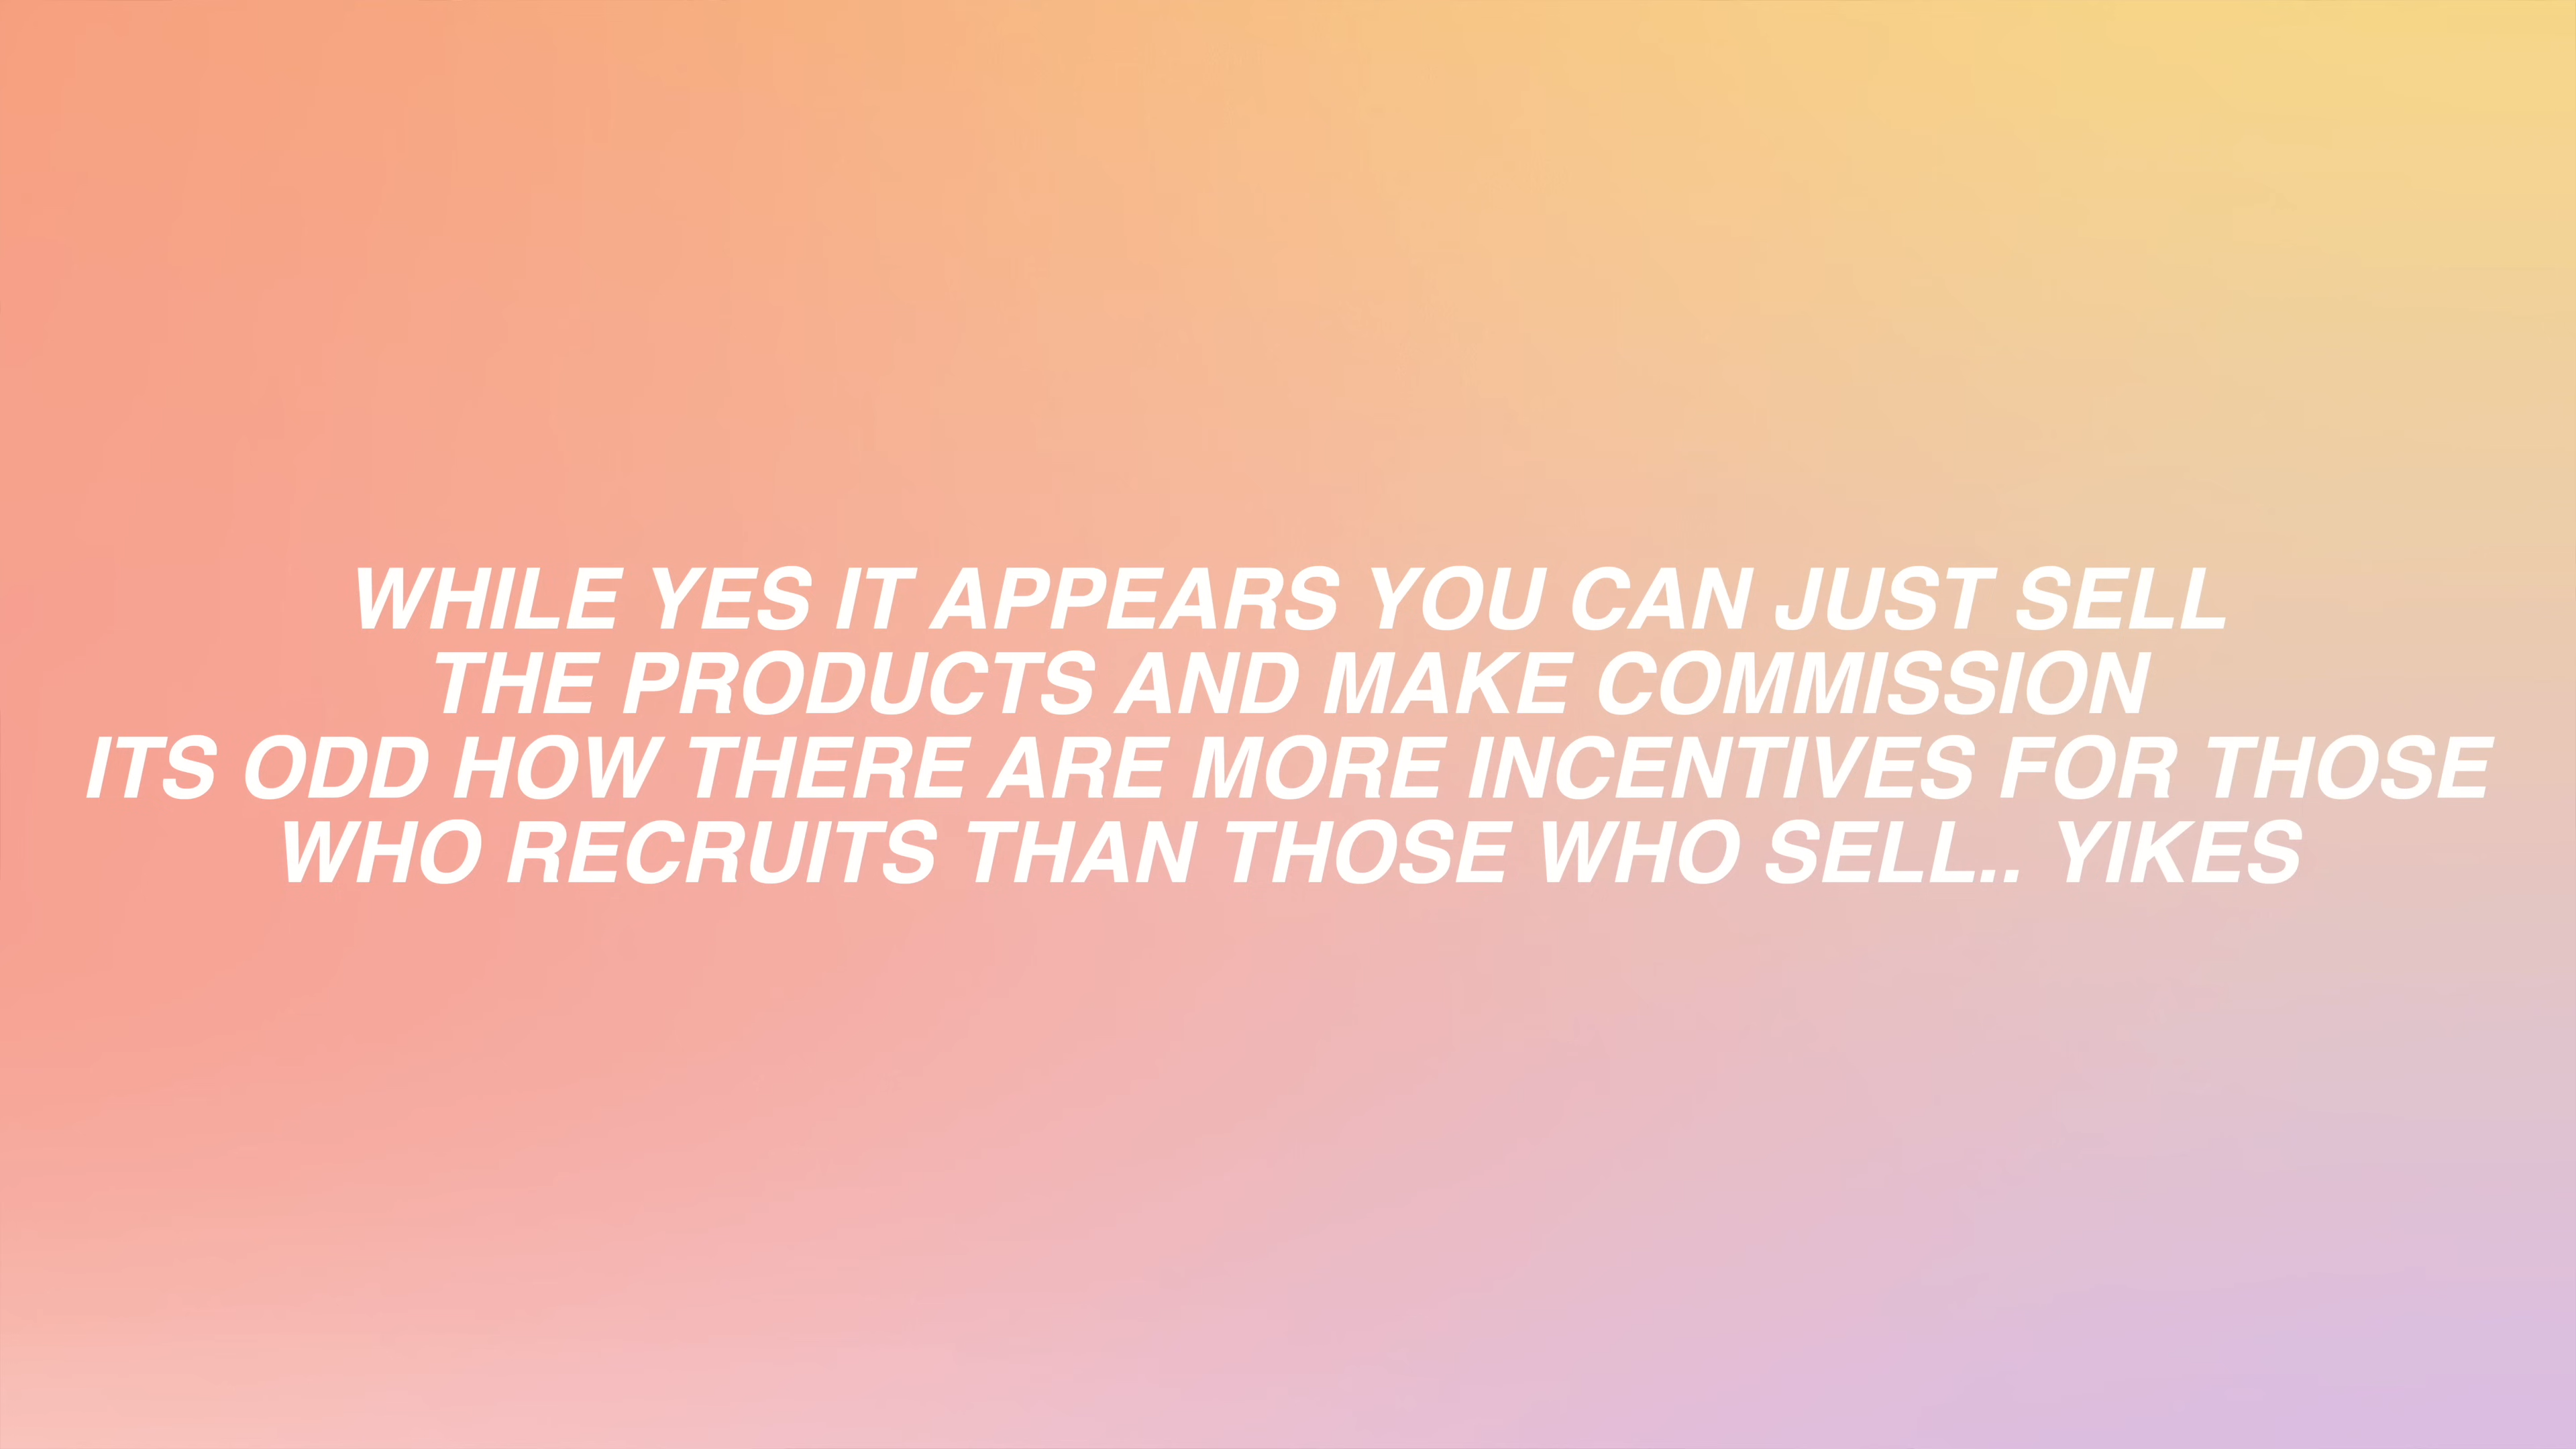 WHILE YES IT APPEARS YOU CAN JUST SELL
THE PRODUCTS AND MAKE COMMISSION
ITS ODD HOW THERE ARE MORE INCENTIVES FOR THOSE
WHO RECRUITS THAN THOSE WHO SELL.. YIKES